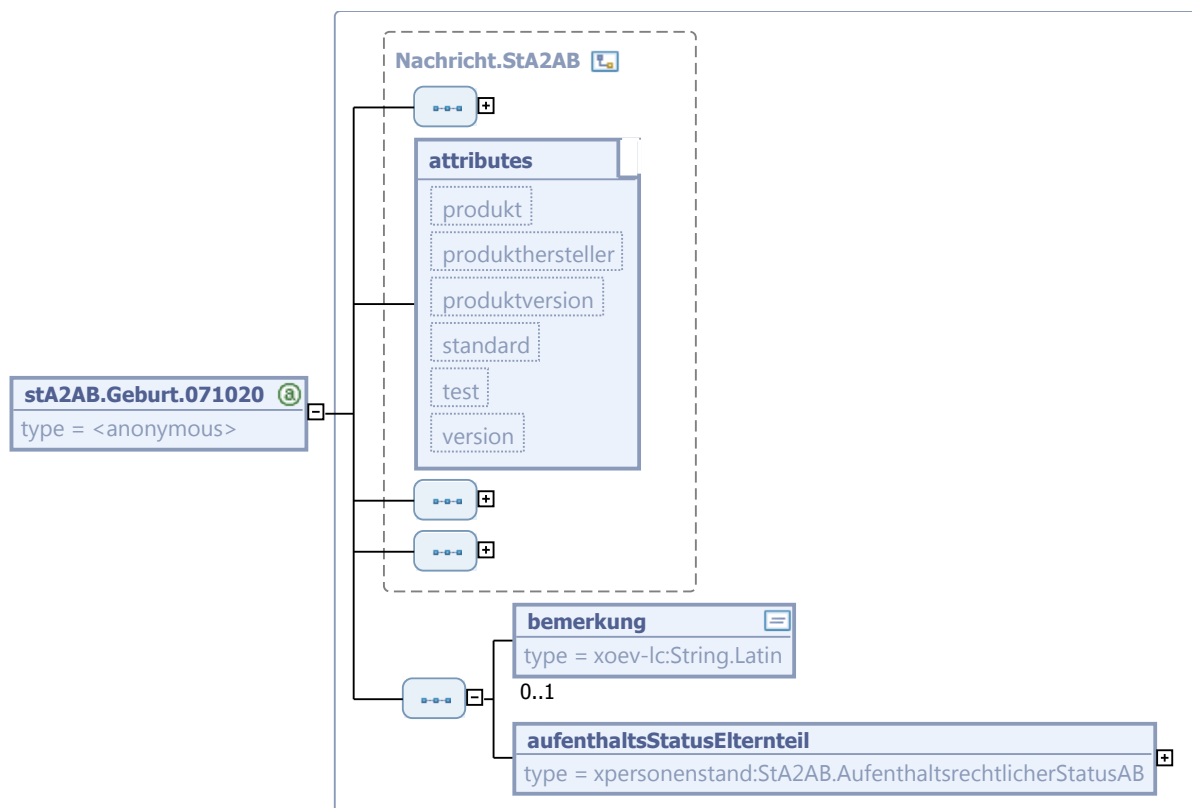 Nachricht.StA2AB
attributes
produkt
produkthersteller
produktversion
standard
test
version
stA2AB.Geburt.071020
type = <anonymous>
bemerkung
type = xoev-lc:String.Latin
0..1
aufenthaltsStatusElternteil
type = xpersonenstand:StA2AB.AufenthaltsrechtlicherStatusAB